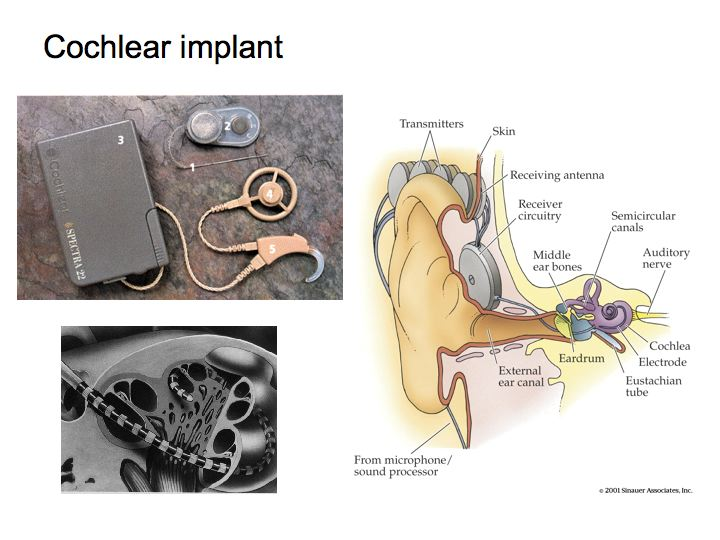 Cochlear implant
3
Cochlear
SPECTRA 22
2
1
4
5
Transmitters
Skin
Receiving antenna
Receiver
circuitry
Semicircular
canals
Middle
ear bones
Auditory
nerve
Cochlea
Electrode
Eardrum
External
ear canal
Eustachian
tube
From microphone/
sound processor
© 2001 Sinauer Associates, Inc.